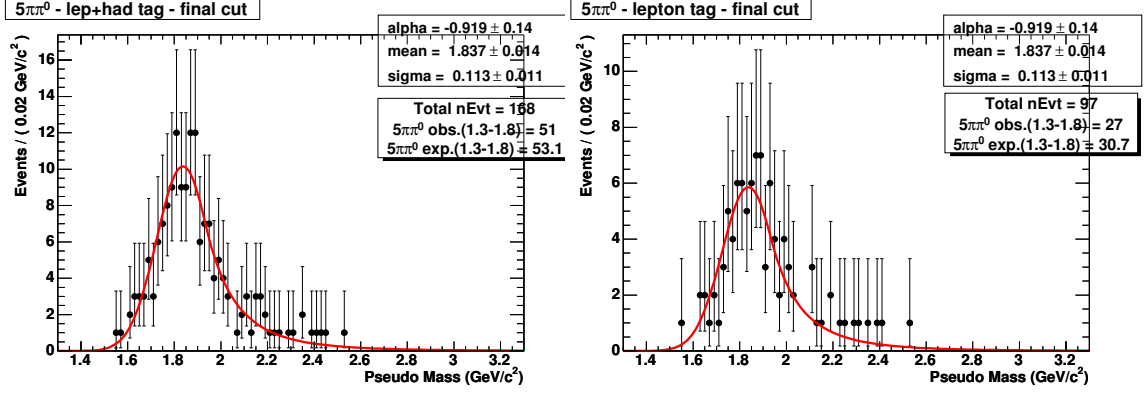 5ππ⁰ - lep+had tag - final cut
alpha = -0.919 ± 0.14
mean = 1.837 ± 0.014
sigma = 0.113 ± 0.011
Total nEvt = 168
5ππ⁰ obs.(1.3-1.8) = 51
5ππ⁰ exp.(1.3-1.8) = 53.1
Events / ( 0.02 GeV/c² )
16
14
12
10
8
6
4
2
0
1.4 1.6 1.8 2 2.2 2.4 2.6 2.8 3 3.2
Pseudo Mass (GeV/c²)
5ππ⁰ - lepton tag - final cut
alpha = -0.919 ± 0.14
mean = 1.837 ± 0.014
sigma = 0.113 ± 0.011
Total nEvt = 97
5ππ⁰ obs.(1.3-1.8) = 27
5ππ⁰ exp.(1.3-1.8) = 30.7
Events / ( 0.02 GeV/c² )
10
8
6
4
2
0
1.4 1.6 1.8 2 2.2 2.4 2.6 2.8 3 3.2
Pseudo Mass (GeV/c²)